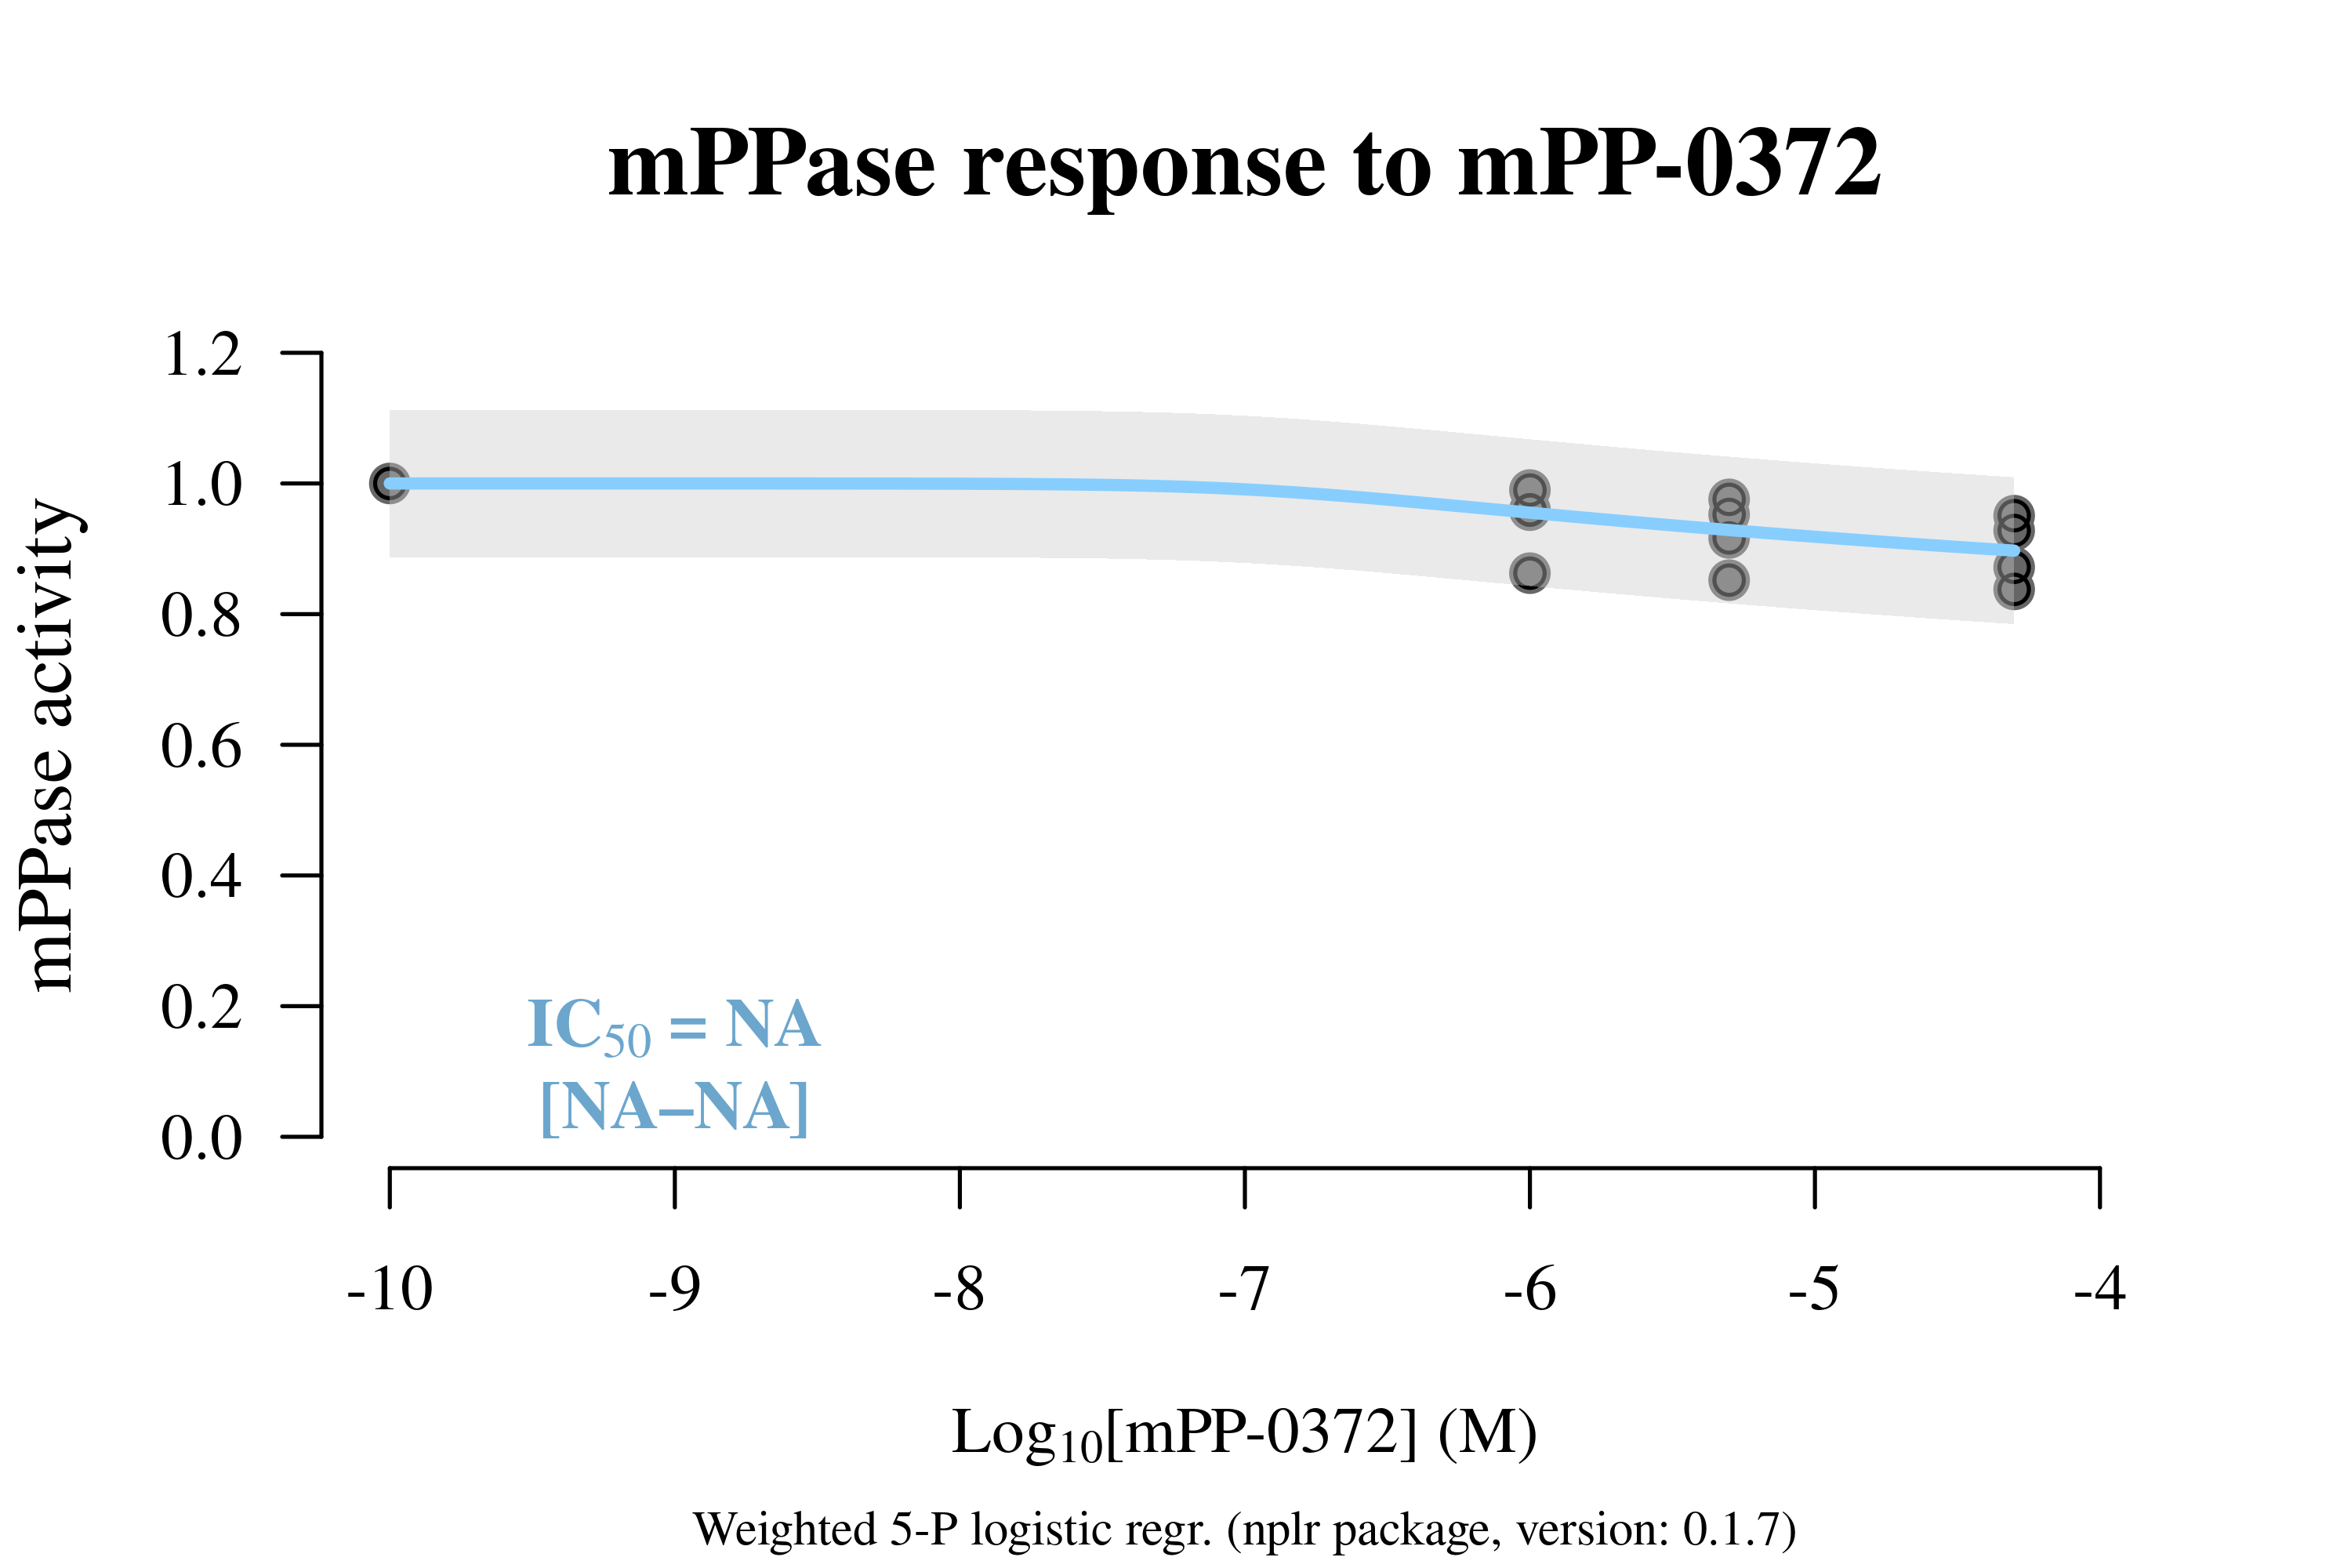 mPPase response to mPP-0372
mPPase activity
1.2
1.0
0.8
0.6
0.4
0.2
0.0
IC50 = NA
[NA–NA]
-10 -9 -8 -7 -6 -5 -4
Log10[mPP-0372] (M)
Weighted 5-P logistic regr. (nplr package, version: 0.1.7)